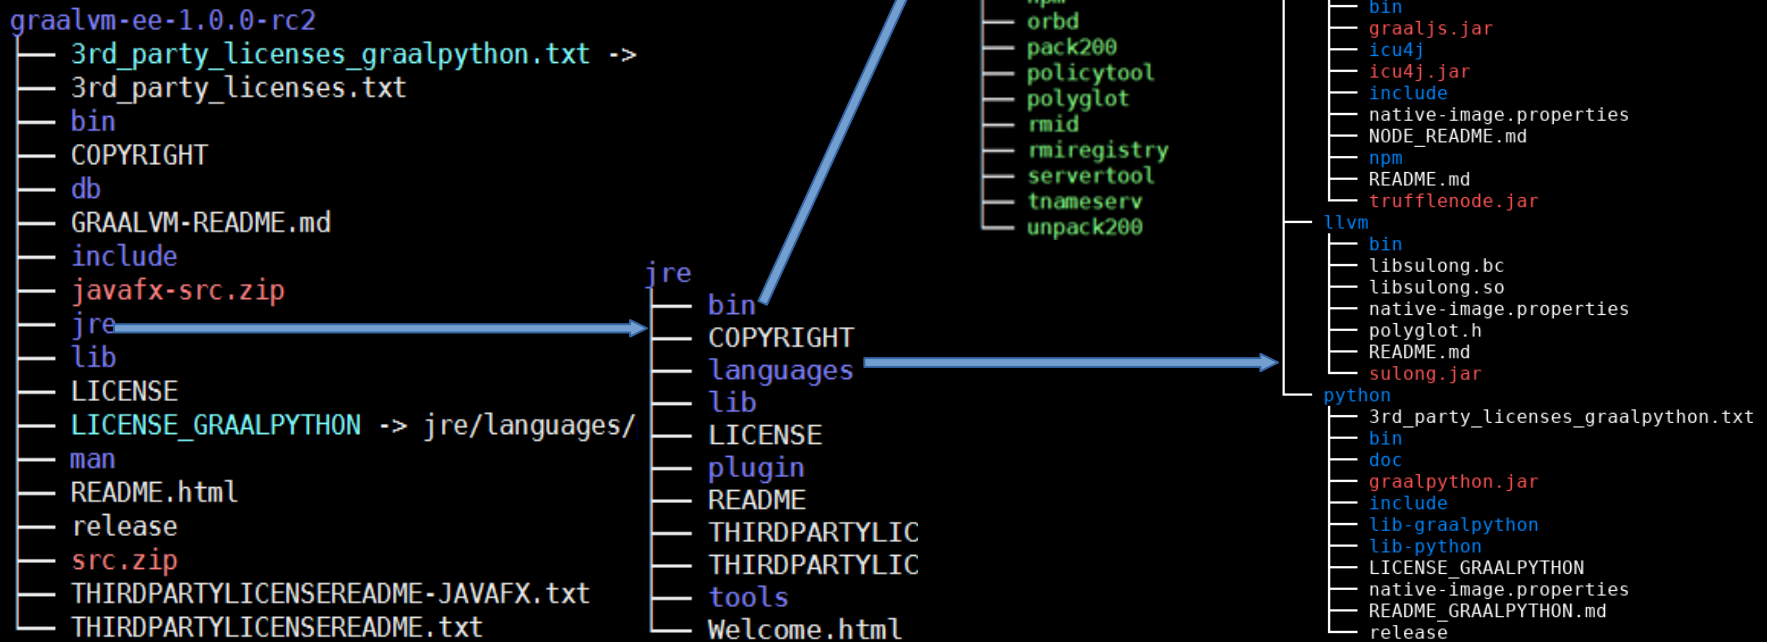 graalvm-ee-1.0.0-rc2
3rd_party_licenses_graalpython.txt ->
3rd_party_licenses.txt
bin
COPYRIGHT
db
GRAALVM-README.md
include
javafx-src.zip
jre
lib
LICENSE
LICENSE_GRAALPYTHON -> jre/languages/
man
README.html
release
src.zip
THIRDPARTYLICENSEREADME-JAVAFX.txt
THIRDPARTYLICENSEREADME.txt
jre
bin
COPYRIGHT
languages
lib
LICENSE
plugin
README
THIRDPARTYLIC
THIRDPARTYLIC
tools
Welcome.html
orbd
pack200
policytool
polyglot
rmid
rmiregistry
servertool
tnameserv
unpack200
bin
graaljs.jar
icu4j
icu4j.jar
include
native-image.properties
NODE_README.md
npm
README.md
trufflenode.jar
llvm
bin
libsulong.bc
libsulong.so
native-image.properties
polyglot.h
README.md
sulong.jar
python
3rd_party_licenses_graalpython.txt
bin
doc
graalpython.jar
include
lib-graalpython
lib-python
LICENSE_GRAALPYTHON
native-image.properties
README_GRAALPYTHON.md
release